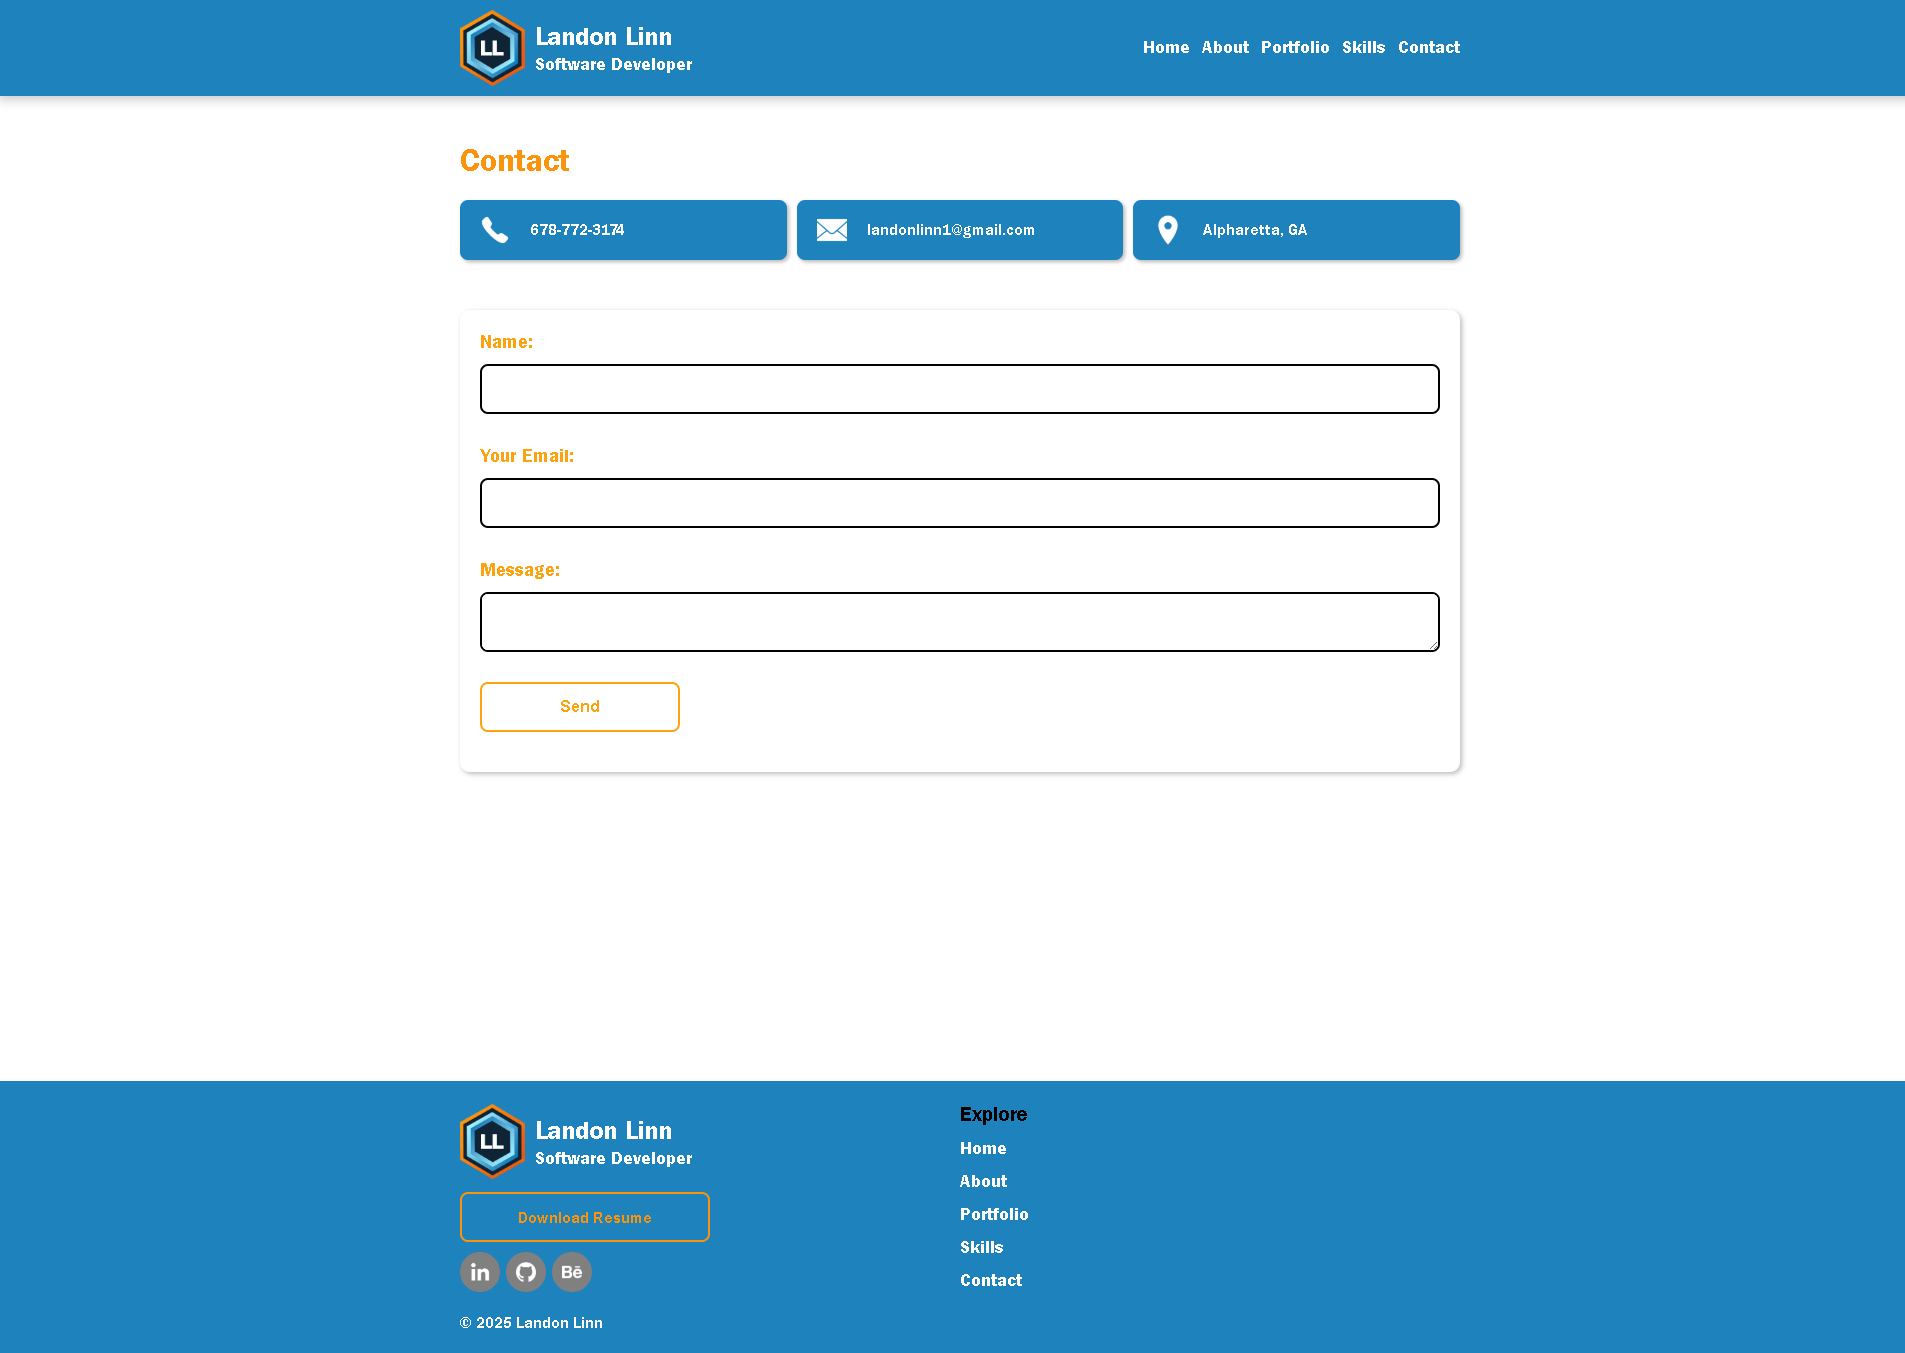 LL
Landon Linn
Software Developer
Home About Portfolio Skills Contact
Contact
678-772-3174
landonlinn1@gmail.com
Alpharetta, GA
Name:
Your Email:
Message:
Send
LL
Landon Linn
Software Developer
Download Resume
in
Bē
© 2025 Landon Linn
Explore
Home
About
Portfolio
Skills
Contact